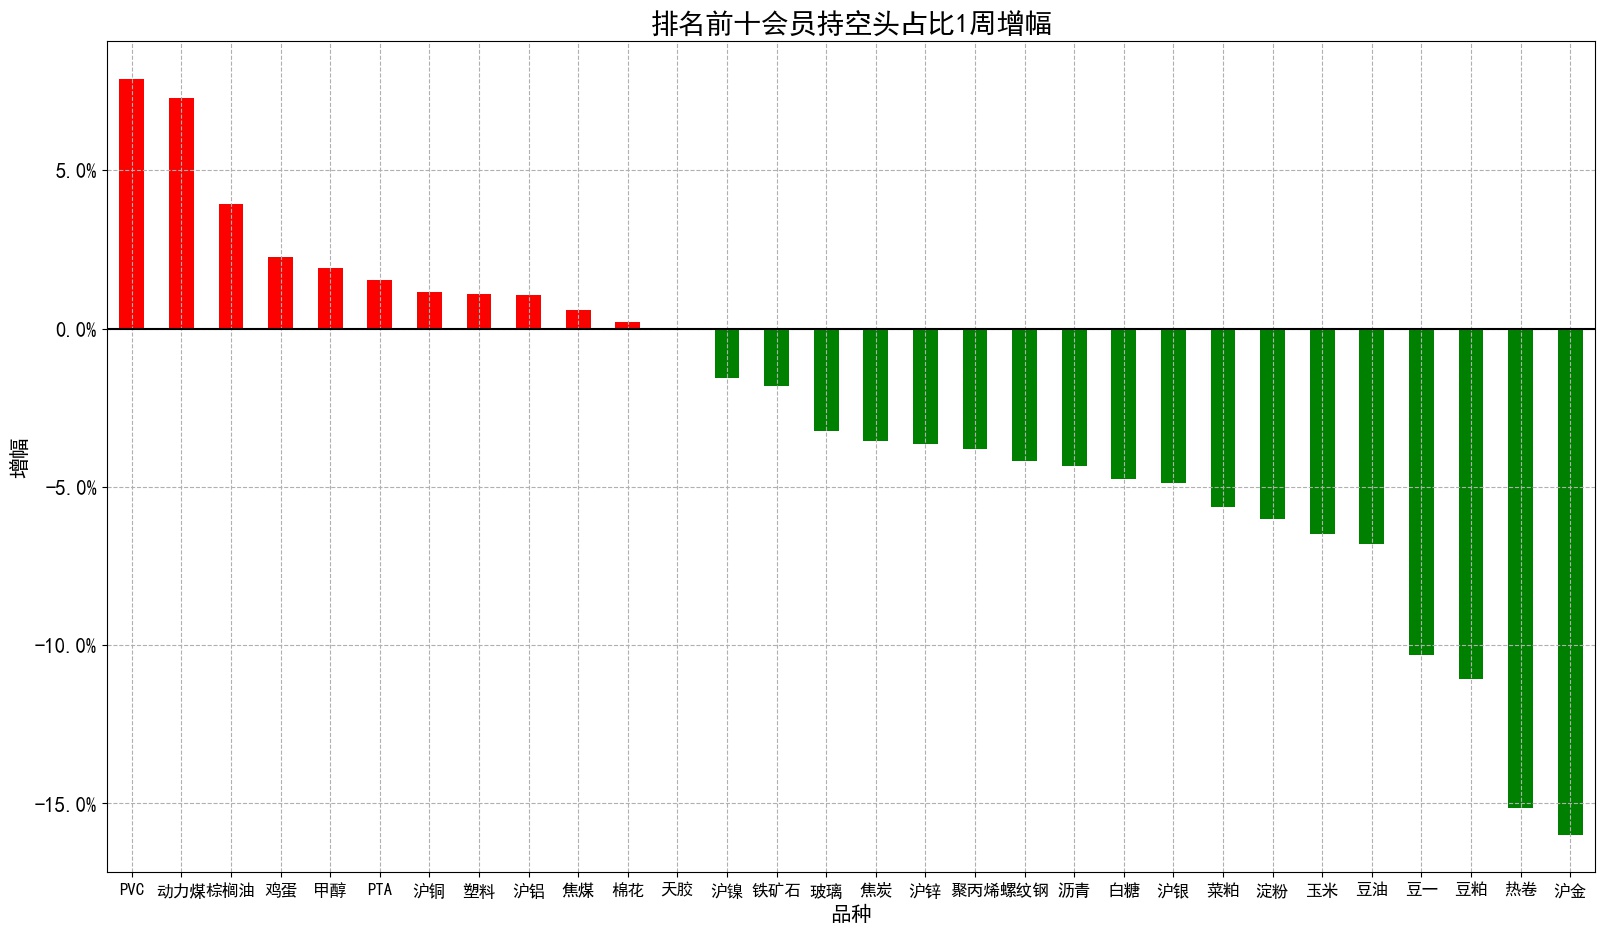 排名前十会员持空头占比1周增幅
5.0%
0.0%
−5.0%
−10.0%
−15.0%
增幅
PVC 动力煤 棕榈油 鸡蛋 甲醇 PTA 沪铜 塑料 沪铝 焦煤 棉花 天胶 沪镍 铁矿石 玻璃 焦炭 沪锌 聚丙烯 螺纹钢 沥青 白糖 沪银 菜粕 淀粉 玉米 豆油 豆一 豆粕 热卷 沪金
品种